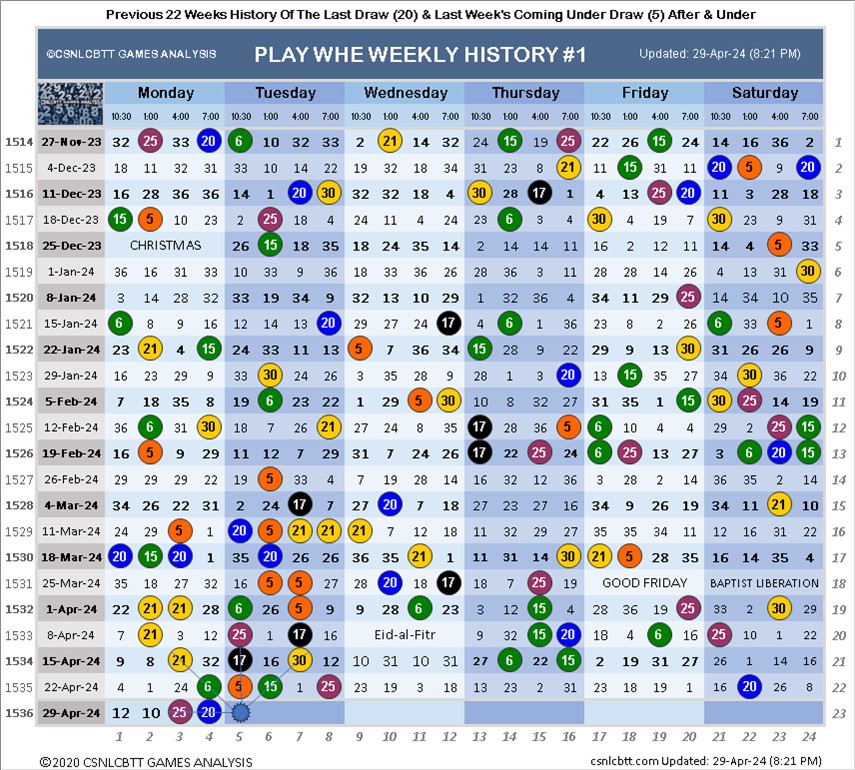 Previous 22 Weeks History Of The Last Draw (20) & Last Week's Coming Under Draw (5) After & Under
©CSNLCBTT GAMES ANALYSIS PLAY WHE WEEKLY HISTORY #1 Updated: 29-Apr-24 (8:21 PM)
Monday Tuesday Wednesday Thursday Friday Saturday
CSNLCBTT GAMES ANALYSIS 10:30 1:00 4:00 7:00 10:30 1:00 4:00 7:00 10:30 1:00 4:00 7:00 10:30 1:00 4:00 7:00 10:30 1:00 4:00 7:00 10:30 1:00 4:00 7:00
1514 27-Nov-23 32 25 33 20 6 10 32 33 2 21 14 32 24 15 19 25 22 26 15 24 14 16 36 2 1
1515 4-Dec-23 18 11 32 31 33 10 14 22 19 32 18 34 31 23 8 21 31 15 31 11 20 5 9 20 2
1516 11-Dec-23 16 28 36 36 14 1 20 30 32 32 18 4 30 28 17 1 4 13 25 20 11 3 28 18 3
1517 18-Dec-23 15 5 10 23 2 25 18 4 24 11 4 24 23 6 4 3 30 4 19 7 30 23 9 31 4
1518 25-Dec-23 CHRISTMAS 26 15 18 35 18 24 35 14 2 14 14 11 16 2 12 11 14 4 5 33 5
1519 1-Jan-24 36 16 31 33 10 33 9 36 18 33 36 26 28 36 3 11 28 28 14 26 4 13 31 30 6
1520 8-Jan-24 3 14 28 32 33 19 34 9 32 13 10 29 1 32 36 4 34 11 29 25 14 34 10 35 7
1521 15-Jan-24 6 8 9 16 12 14 13 20 29 27 24 17 4 6 1 36 23 8 2 26 6 33 5 1 8
1522 22-Jan-24 23 21 4 15 24 33 11 13 5 7 36 34 15 28 9 22 29 9 13 30 31 26 26 9 9
1523 29-Jan-24 16 23 29 9 33 30 24 26 3 35 28 9 28 1 3 20 13 15 13 4 34 30 36 22 10
1524 5-Feb-24 7 18 35 8 19 6 23 22 1 29 5 30 10 8 32 27 31 35 1 15 30 25 14 19 11
1525 12-Feb-24 36 6 31 30 18 7 26 21 27 24 8 35 17 28 36 5 6 10 4 4 29 2 25 15 12
1526 19-Feb-24 16 5 9 29 11 12 7 29 31 7 24 34 17 22 25 24 6 25 13 27 3 6 20 15 13
1527 26-Feb-24 2 9 29 29 19 5 33 4 7 19 28 14 8 12 36 36 3 28 2 14 36 35 2 14 14
1528 4-Mar-24 34 26 22 31 2 24 17 7 27 20 7 18 27 23 27 16 34 9 26 19 34 11 21 10 15
1529 11-Mar-24 24 29 5 1 20 5 21 21 21 7 12 18 16 32 29 27 35 35 34 11 12 16 31 22 16
1530 18-Mar-24 20 15 20 1 35 20 26 26 36 35 21 1 11 31 14 30 21 5 28 35 16 14 35 4 17
1531 25-Mar-24 35 18 27 32 16 5 5 27 28 20 18 17 18 7 25 19 GOOD FRIDAY BAPTIST LIBERATION 18
1532 1-Apr-24 22 21 21 28 6 26 5 9 9 28 6 23 3 12 15 4 28 36 19 25 33 2 30 29 19
1533 8-Apr-24 7 21 3 12 25 1 17 16 Eid-al-Fitr 9 32 15 20 18 4 6 19 25 10 1 22 20
1534 15-Apr-24 9 8 21 32 17 16 30 12 10 31 10 31 27 6 22 15 2 19 31 27 26 1 14 16 21
1535 22-Apr-24 4 1 24 6 5 15 1 25 23 19 3 18 13 23 2 31 23 18 19 1 22 20 26 8 22
1536 29-Apr-24 12 10 25 20 23
1 2 3 4 5 6 7 8 9 10 11 12 13 14 15 16 17 18 19 20 21 22 23 24
©2020 CSNLCBTT GAMES ANALYSIS csnlcbtt.com Updated: 29-Apr-24 (8:21 PM)